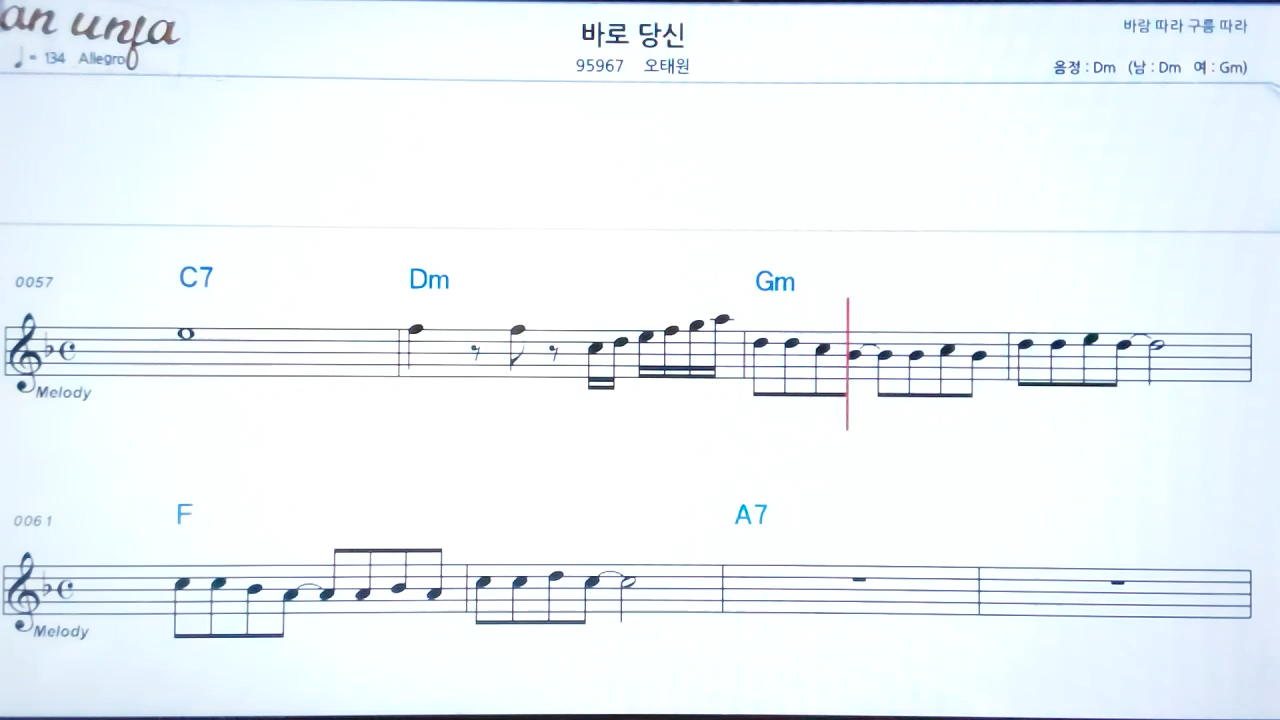 an unfa
♩ = 134 Allegro
바로 당신
95967 오태원
바람 따라 구름 따라
음정 : Dm (남 : Dm 여 : Gm)
0057
C7 Dm Gm
Melody
0061
F A7
Melody